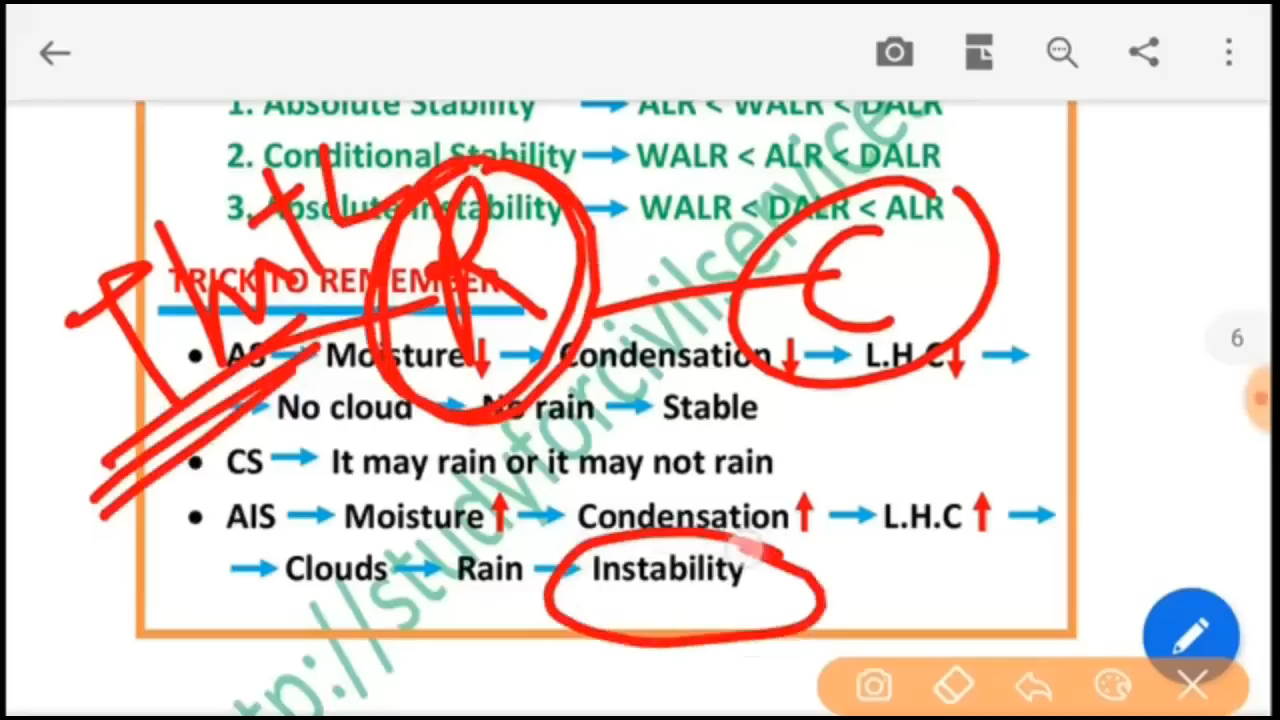 1. Absolute Stability → ALR < WALR < DALR
2. Conditional Stability → WALR < ALR < DALR
3. Absolute Instability → WALR < DALR < ALR
TRICK TO REMEMBER
• AS → Moisture ↓ → Condensation ↓ → L.H.C ↓ →
→ No cloud → No rain → Stable
• CS → It may rain or it may not rain
• AIS → Moisture ↑ → Condensation ↑ → L.H.C ↑ →
→ Clouds → Rain → Instability
R
C
6